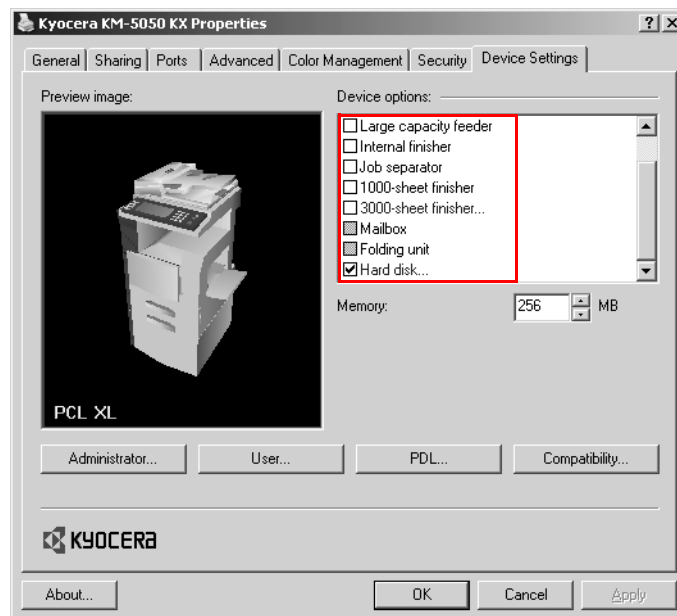 Kyocera KM-5050 KX Properties
General Sharing Ports Advanced Color Management Security Device Settings
Preview image:
PCL XL
Device options:
Large capacity feeder
Internal finisher
Job separator
1000-sheet finisher
3000-sheet finisher...
Mailbox
Folding unit
Hard disk...
Memory: 256 MB
Administrator... User... PDL... Compatibility...
KYOCERA
About... OK Cancel Apply